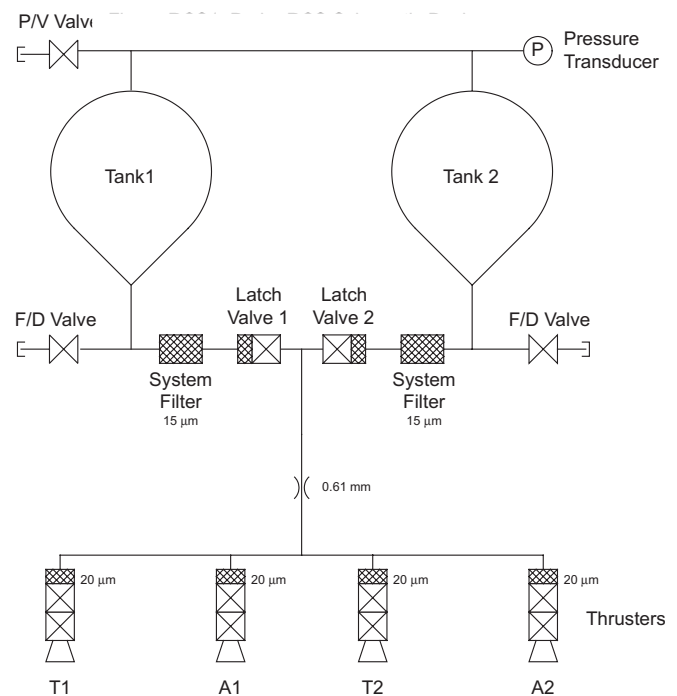 P/V Valve
P
Pressure
Transducer
Tank1
Tank 2
F/D Valve
Latch
Valve 1
Latch
Valve 2
F/D Valve
System
Filter
15 μm
System
Filter
15 μm
0.61 mm
20 μm
20 μm
20 μm
20 μm
Thrusters
T1
A1
T2
A2